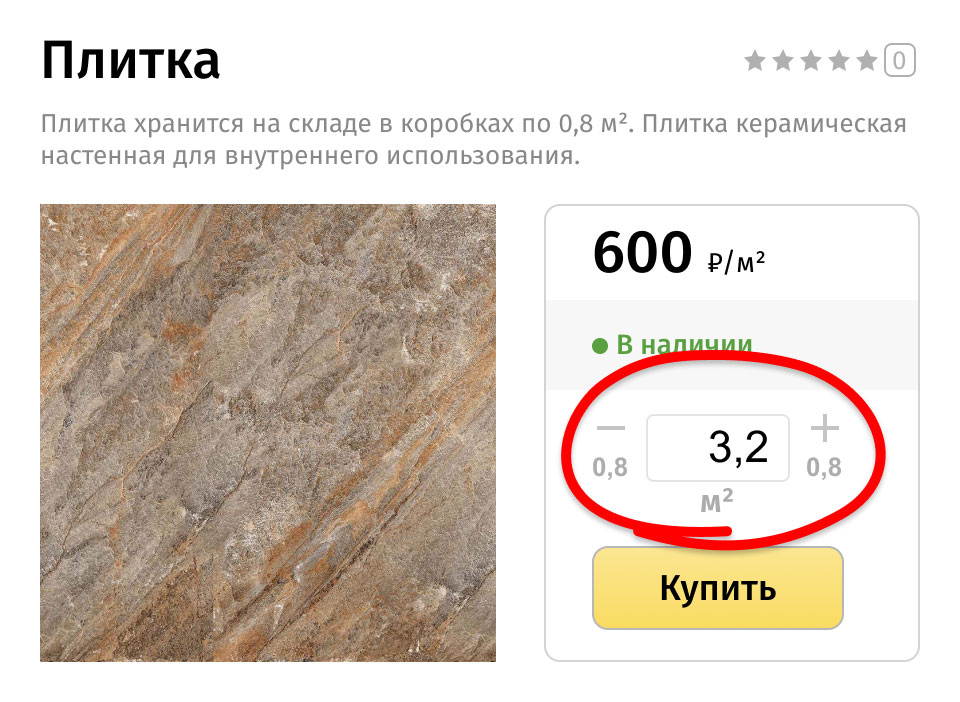 Плитка
0
Плитка хранится на складе в коробках по 0,8 м². Плитка керамическая
настенная для внутреннего использования.
600 ₽/м²
В наличии
− 3,2 +
0,8 0,8
м²
Купить